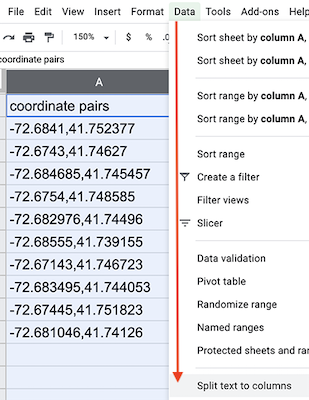 File Edit View Insert Format Data Tools Add-ons Help
150% $ % .0
coordinate pairs
A
coordinate pairs
-72.6841,41.752377
-72.6743,41.74627
-72.684685,41.745457
-72.6754,41.748585
-72.682976,41.74496
-72.68555,41.739155
-72.67143,41.746723
-72.683495,41.744053
-72.67445,41.751823
-72.681046,41.74126
Sort sheet by column A,
Sort sheet by column A,
Sort range by column A,
Sort range by column A,
Sort range
Create a filter
Filter views
Slicer
Data validation
Pivot table
Randomize range
Named ranges
Protected sheets and ran
Split text to columns